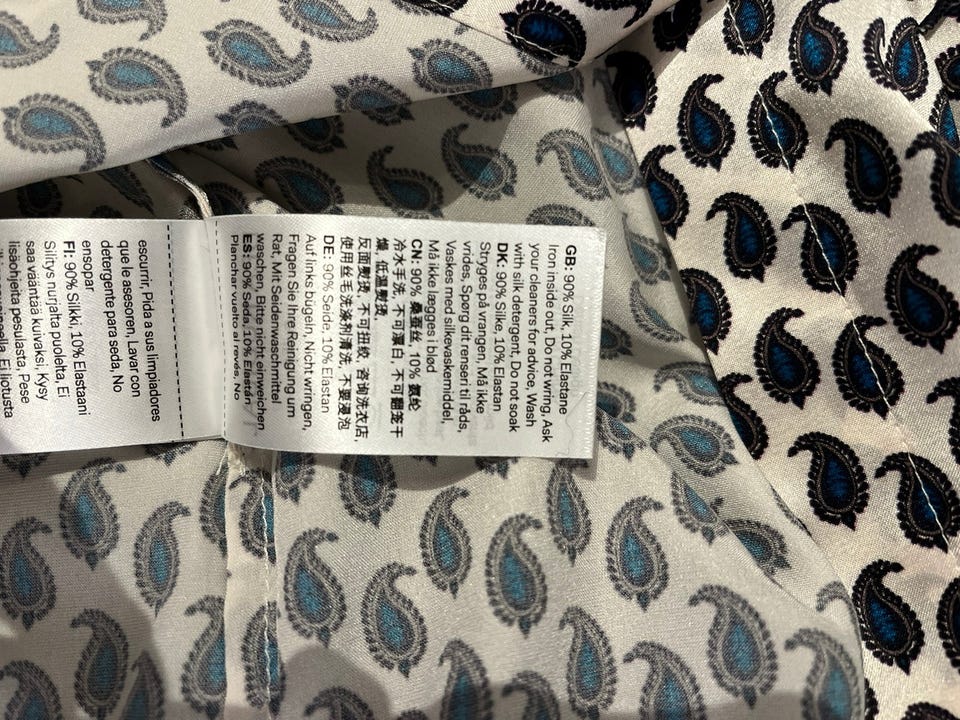 GB: 90% Silk, 10% Elastane
Iron inside out, Do not wring, Ask
your cleaners for advice, Wash
with silk detergent, Do not soak
DK: 90% Silke, 10% Elastan
Stryges på vrangen, Må ikke
vrides, Spørg dit renseri til råds,
Vaskes med silkevaskemiddel,
Må ikke lægges i blød
CN: 90% 桑蚕丝, 10% 氨纶
冷水手洗, 不可漂白, 不可翻笼干
燥, 低温熨烫,
反面熨烫, 不可扭绞, 咨询洗衣店,
使用丝毛洗涤剂清洗, 不要浸泡
DE: 90% Seide, 10% Elastan
Auf links bügeln, Nicht wringen,
Fragen Sie Ihre Reinigung um
Rat, Mit Seidenwaschmittel
waschen, Bitte nicht einweichen
ES: 90% Seda, 10% Elastán
Planchar vuelto al revés, No
escurrir, Pida a sus limpiadores
que le asesoren, Lavar con
detergente para seda, No
ensopar
FI: 90% Silkki, 10% Elastaani
Silitys nurjalta puolelta, Ei
saa vääntää kuivaksi, Kysy
lisäohjeita pesulasta, Pese
Ei liotusta